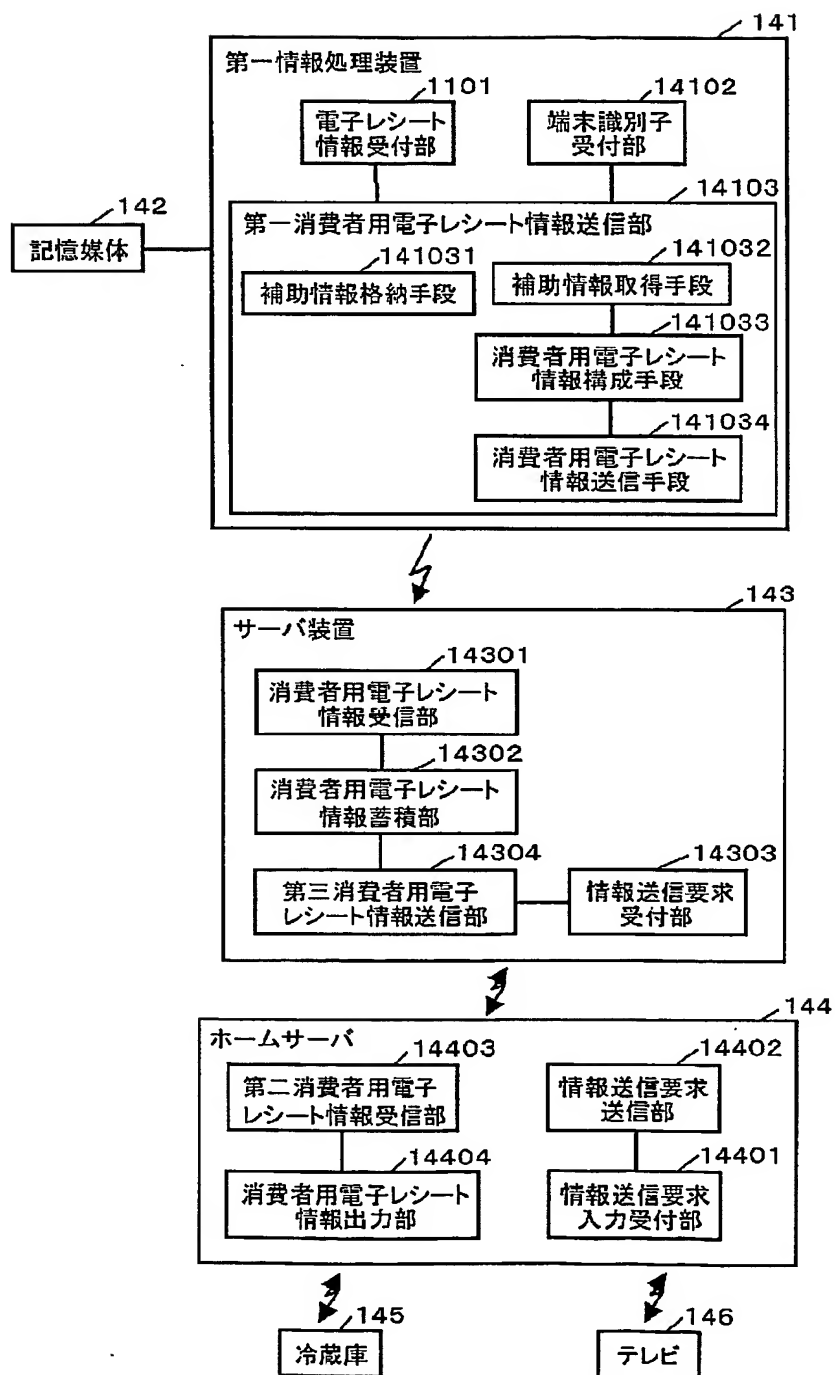 141
第一情報処理装置
1101
14102
電子レシート
情報受付部
端末識別子
受付部
14103
142
記憶媒体
第一消費者用電子レシート情報送信部
141031
141032
補助情報格納手段
補助情報取得手段
141033
消費者用電子レシート
情報構成手段
141034
消費者用電子レシート
情報送信手段
143
サーバ装置
14301
消費者用電子レシート
情報受信部
14302
消費者用電子レシート
情報蓄積部
14304
14303
第三消費者用電子
レシート情報送信部
情報送信要求
受付部
144
ホームサーバ
14403
14402
第二消費者用電子
レシート情報受信部
情報送信要求
送信部
14404
14401
消費者用電子レシート
情報出力部
情報送信要求
入力受付部
145
146
冷蔵庫
テレビ